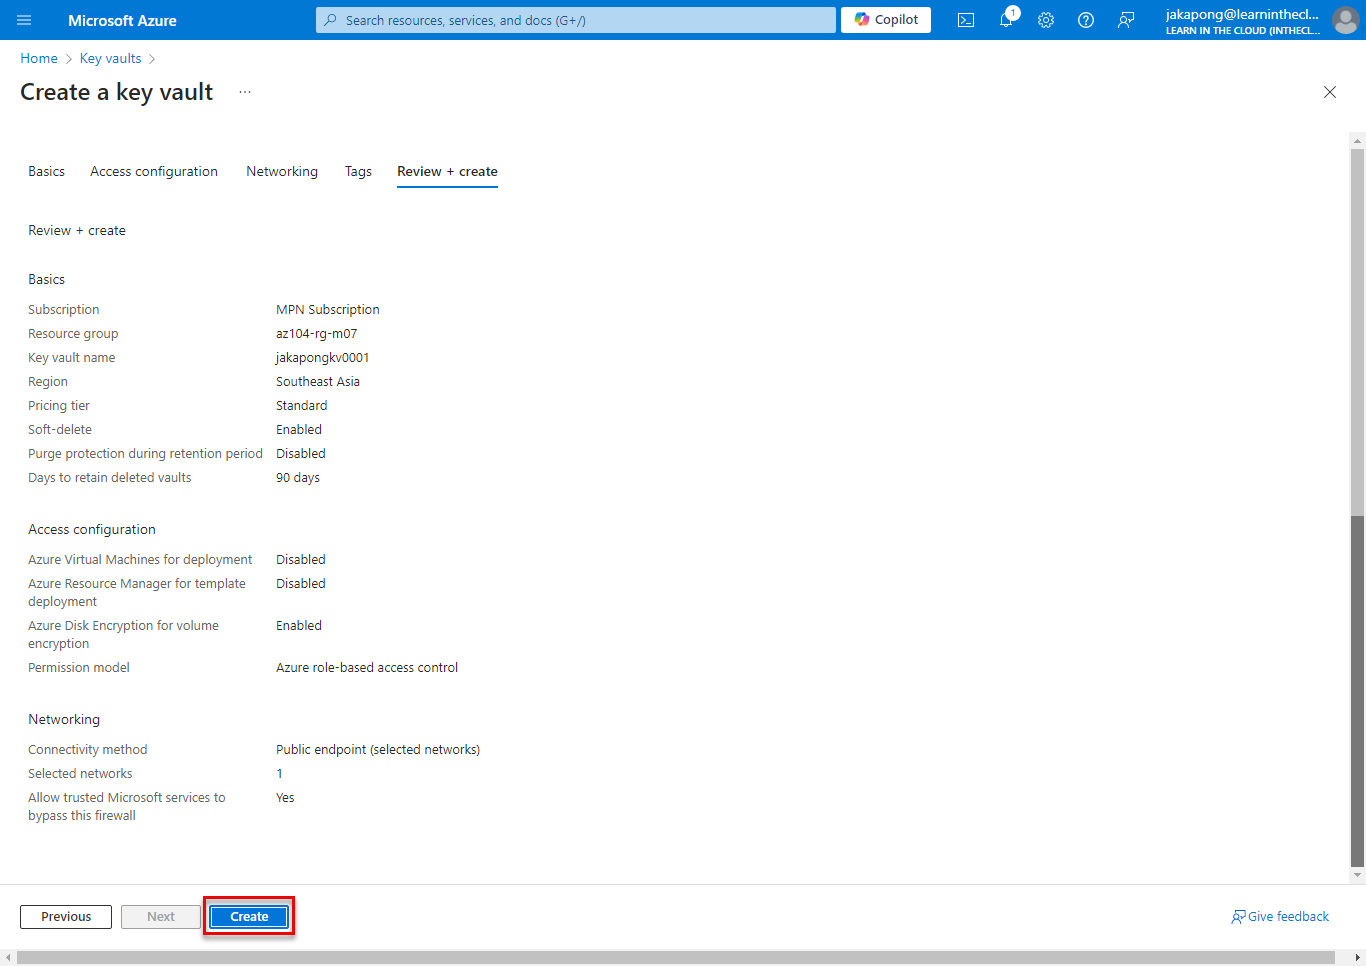 Microsoft Azure
Search resources, services, and docs (G+/)
Copilot
1
jakapong@learninthecl...
LEARN IN THE CLOUD (INTHECL...
Home > Key vaults >
Create a key vault ...
Basics Access configuration Networking Tags Review + create
Review + create
Basics
Subscription MPN Subscription
Resource group az104-rg-m07
Key vault name jakapongkv0001
Region Southeast Asia
Pricing tier Standard
Soft-delete Enabled
Purge protection during retention period Disabled
Days to retain deleted vaults 90 days
Access configuration
Azure Virtual Machines for deployment Disabled
Azure Resource Manager for template Disabled
deployment
Azure Disk Encryption for volume Enabled
encryption
Permission model Azure role-based access control
Networking
Connectivity method Public endpoint (selected networks)
Selected networks 1
Allow trusted Microsoft services to Yes
bypass this firewall
Previous Next Create Give feedback